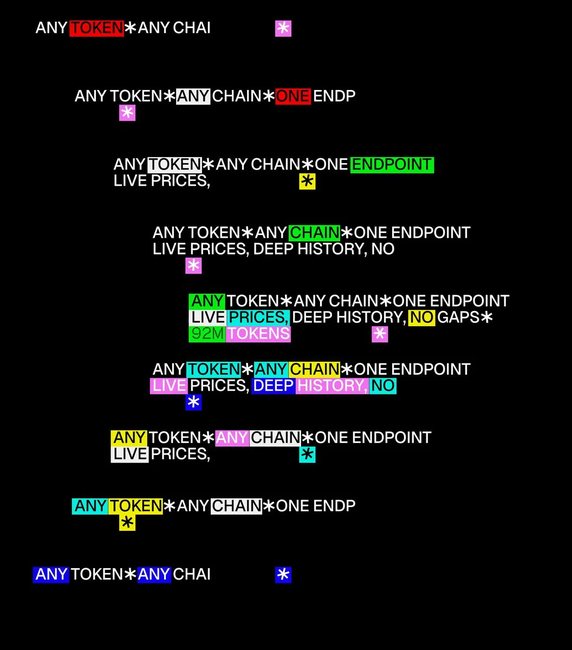 ANY TOKEN*ANY CHAI *
ANY TOKEN*ANY CHAIN*ONE ENDP
*
ANY TOKEN*ANY CHAIN*ONE ENDPOINT
LIVE PRICES, *
ANY TOKEN*ANY CHAIN*ONE ENDPOINT
LIVE PRICES, DEEP HISTORY, NO
*
ANY TOKEN*ANY CHAIN*ONE ENDPOINT
LIVE PRICES, DEEP HISTORY, NO GAPS*
92M TOKENS *
ANY TOKEN*ANY CHAIN*ONE ENDPOINT
LIVE PRICES, DEEP HISTORY, NO
*
ANY TOKEN*ANY CHAIN*ONE ENDPOINT
LIVE PRICES, *
ANY TOKEN*ANY CHAIN*ONE ENDP
*
ANY TOKEN*ANY CHAI *